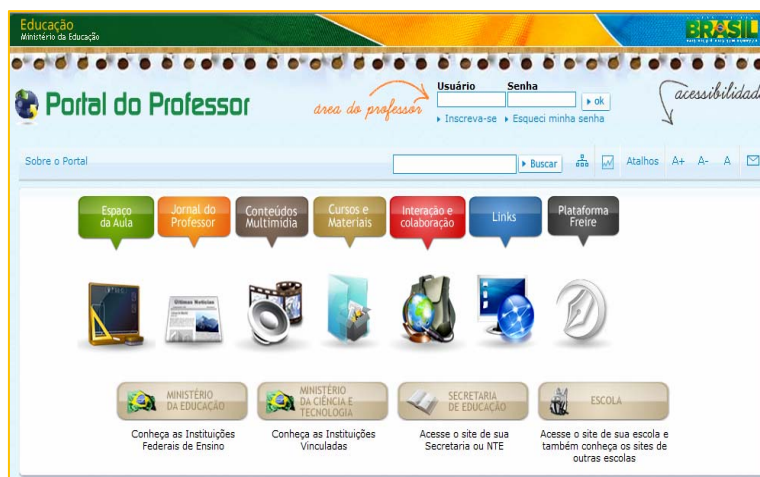 Educação
Ministério da Educação
BRASIL
Portal do Professor
área do professor
Usuário Senha
ok
Inscreva-se Esqueci minha senha
acessibilidad
Sobre o Portal
Buscar
Atalhos A+ A- A
Espaço
da Aula
Jornal do
Professor
Conteúdos
Multimídia
Cursos e
Materiais
Interação e
colaboração
Links
Plataforma
Freire
Últimas Notícias
MINISTÉRIO
DA EDUCAÇÃO
MINISTÉRIO
DA CIÊNCIA E
TECNOLOGIA
SECRETARIA
DE EDUCAÇÃO
ESCOLA
Conheça as Instituições
Federais de Ensino
Conheça as Instituições
Vinculadas
Acesse o site de sua
Secretaria ou NTE
Acesse o site de sua escola e
também conheça os sites de
outras escolas